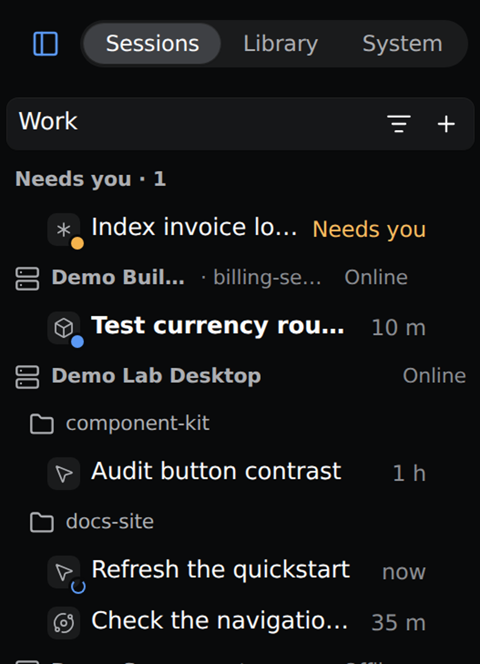 Sessions Library System
Work
Needs you · 1
Index invoice lo... Needs you
Demo Buil... · billing-se... Online
Test currency rou... 10 m
Demo Lab Desktop Online
component-kit
Audit button contrast 1 h
docs-site
Refresh the quickstart now
Check the navigatio... 35 m